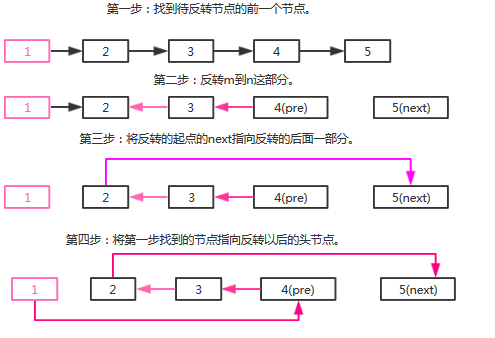 第一步：找到待反转节点的前一个节点。
1 2 3 4 5
第二步：反转m到n这部分。
1 2 3 4(pre) 5(next)
第三步：将反转的起点的next指向反转的后面一部分。
1 2 3 4(pre) 5(next)
第四步：将第一步找到的节点指向反转以后的头节点。
1 2 3 4(pre) 5(next)